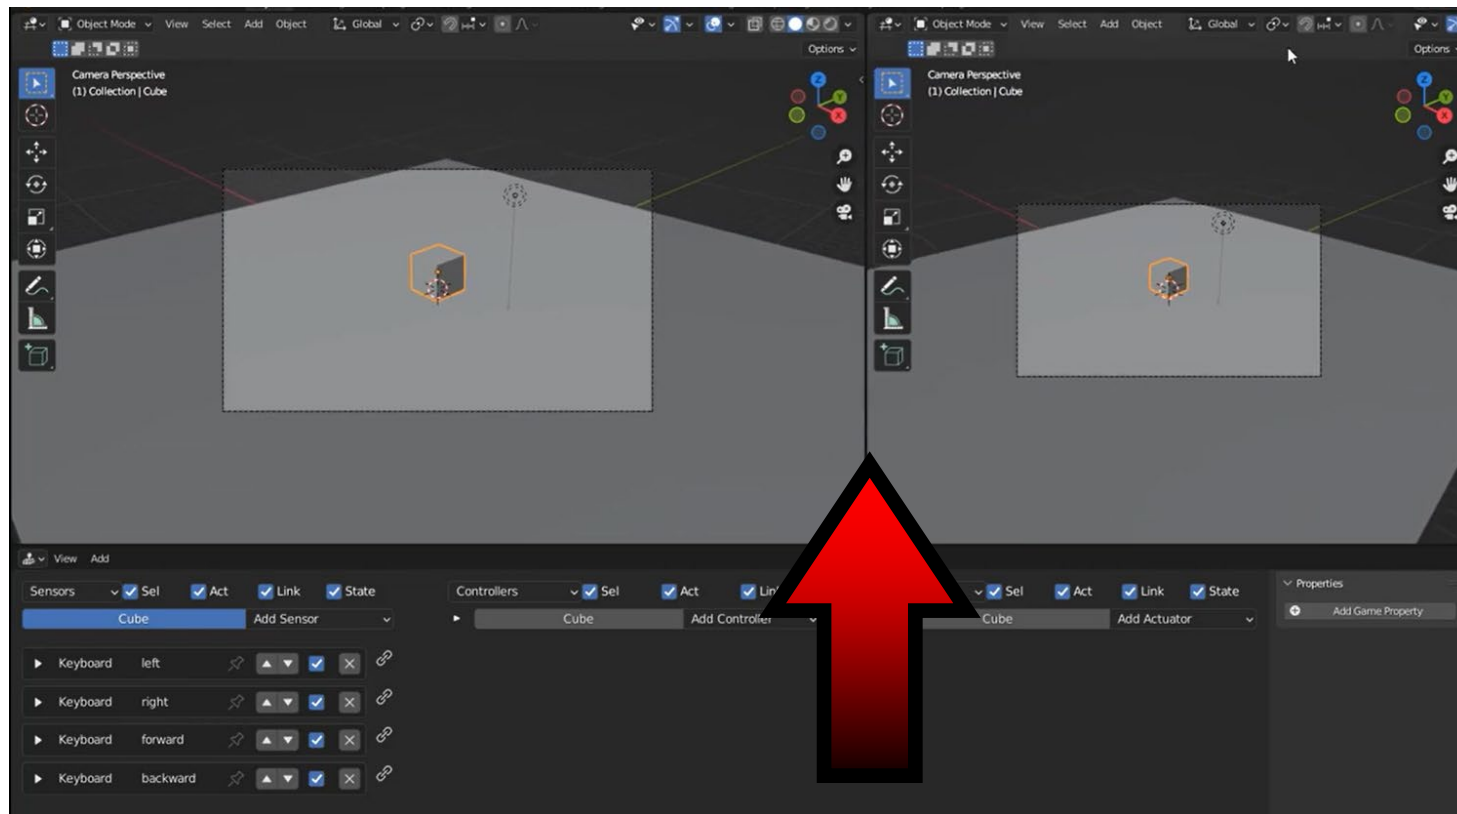 Object Mode View Select Add Object Global
Options
Camera Perspective
(1) Collection | Cube
Z
Y
X
Object Mode View Select Add Object Global
Options
Camera Perspective
(1) Collection | Cube
Z
Y
X
View Add
Sensors Sel Act Link State
Cube Add Sensor
Keyboard left
Keyboard right
Keyboard forward
Keyboard backward
Controllers Sel Act
Cube Add Controller
Sel Act Link State
Cube Add Actuator
Properties
Add Game Property